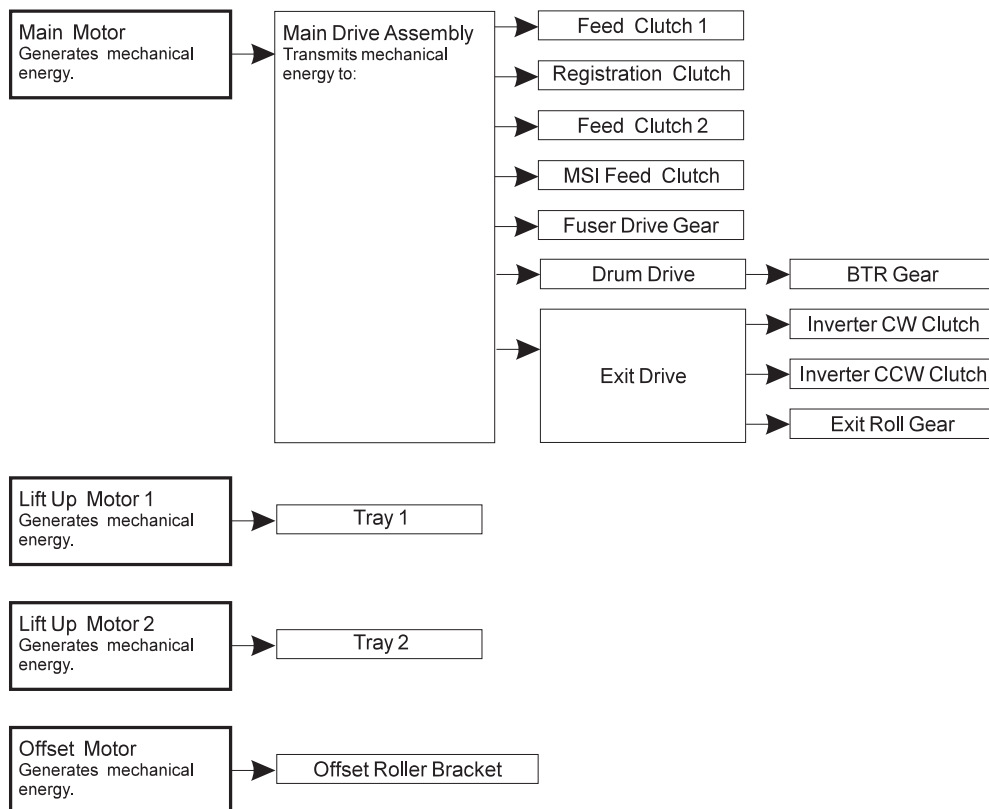 Main Motor
Generates mechanical
energy.
Main Drive Assembly
Transmits mechanical
energy to:
Feed Clutch 1
Registration Clutch
Feed Clutch 2
MSI Feed Clutch
Fuser Drive Gear
Drum Drive
BTR Gear
Exit Drive
Inverter CW Clutch
Inverter CCW Clutch
Exit Roll Gear
Lift Up Motor 1
Generates mechanical
energy.
Tray 1
Lift Up Motor 2
Generates mechanical
energy.
Tray 2
Offset Motor
Generates mechanical
energy.
Offset Roller Bracket